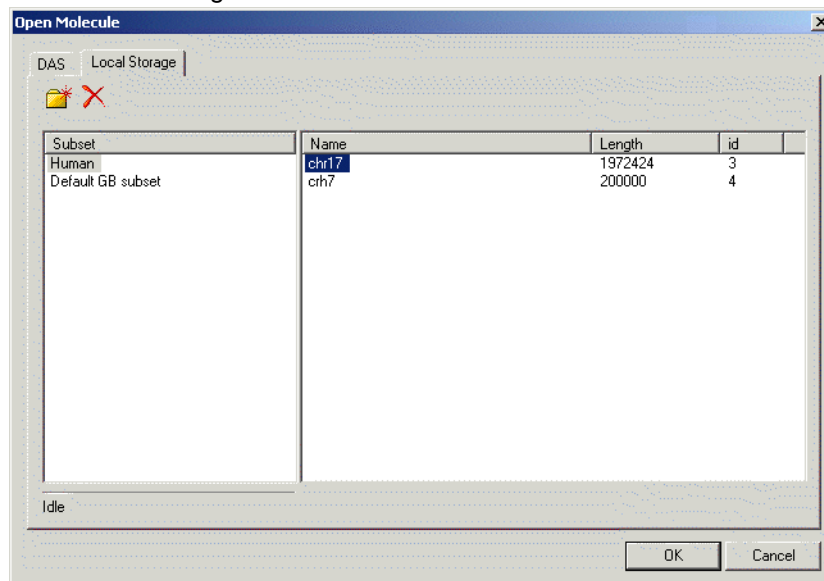 Open Molecule
DAS Local Storage
Subset Name Length id
Human chr17 1972424 3
Default GB subset crh7 200000 4
Idle
OK Cancel